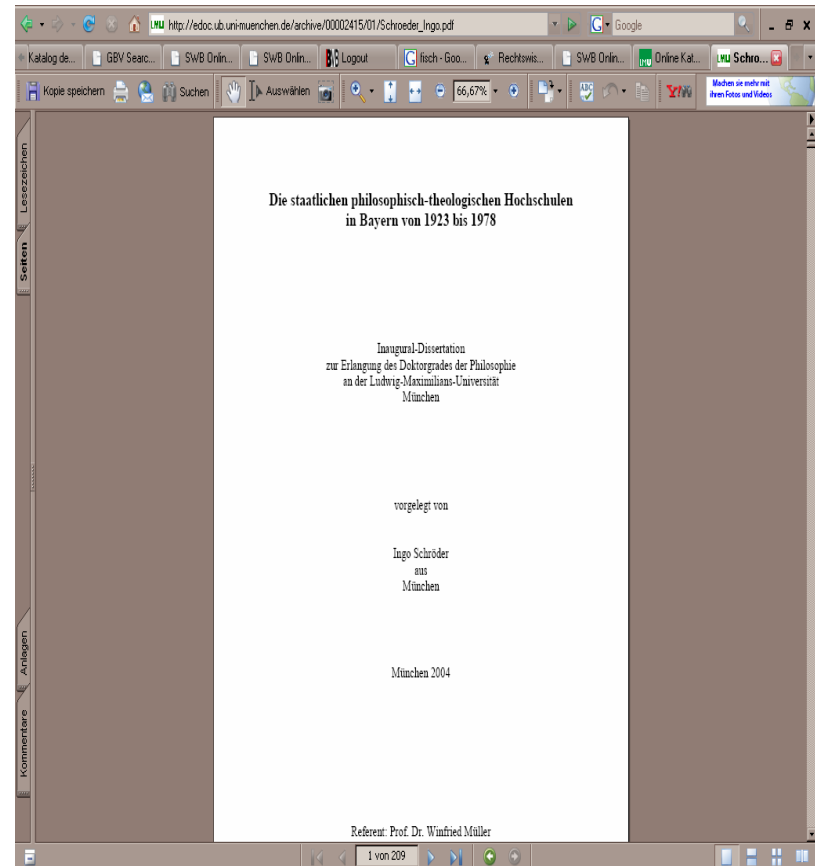 LMU http://edoc.ub.uni-muenchen.de/archive/00002415/01/Schroeder_Ingo.pdf G Google
Katalog de... GBV Searc... SWB Onlin... SWB Onlin... Logout G fisch - Goo... Rechtswis... SWB Onlin... Online Kat... LMU Schro...
Kopie speichern Suchen Auswählen 66,67% Y!
Machen sie mehr mit
ihren Fotos und Videos
Lesezeichen
Seiten
Anlagen
Kommentare
Die staatlichen philosophisch-theologischen Hochschulen
in Bayern von 1923 bis 1978
Inaugural-Dissertation
zur Erlangung des Doktorgrades der Philosophie
an der Ludwig-Maximilians-Universität
München
vorgelegt von
Ingo Schröder
aus
München
München 2004
Referent: Prof. Dr. Winfried Müller
1 von 209